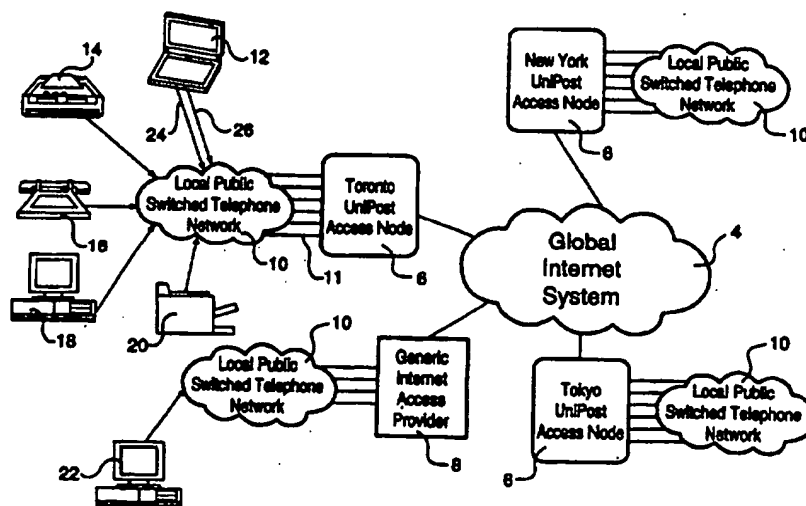 14
12
24
26
Local Public
Switched Telephone
Network
10
11
Toronto
UniPost
Access Node
6
16
18
20
New York
UniPost
Access Node
6
Local Public
Switched Telephone
Network
10
Global
Internet
System
4
10
Local Public
Switched Telephone
Network
Generic
Internet
Access
Provider
8
22
Tokyo
UniPost
Access Node
6
10
Local Public
Switched Telephone
Network